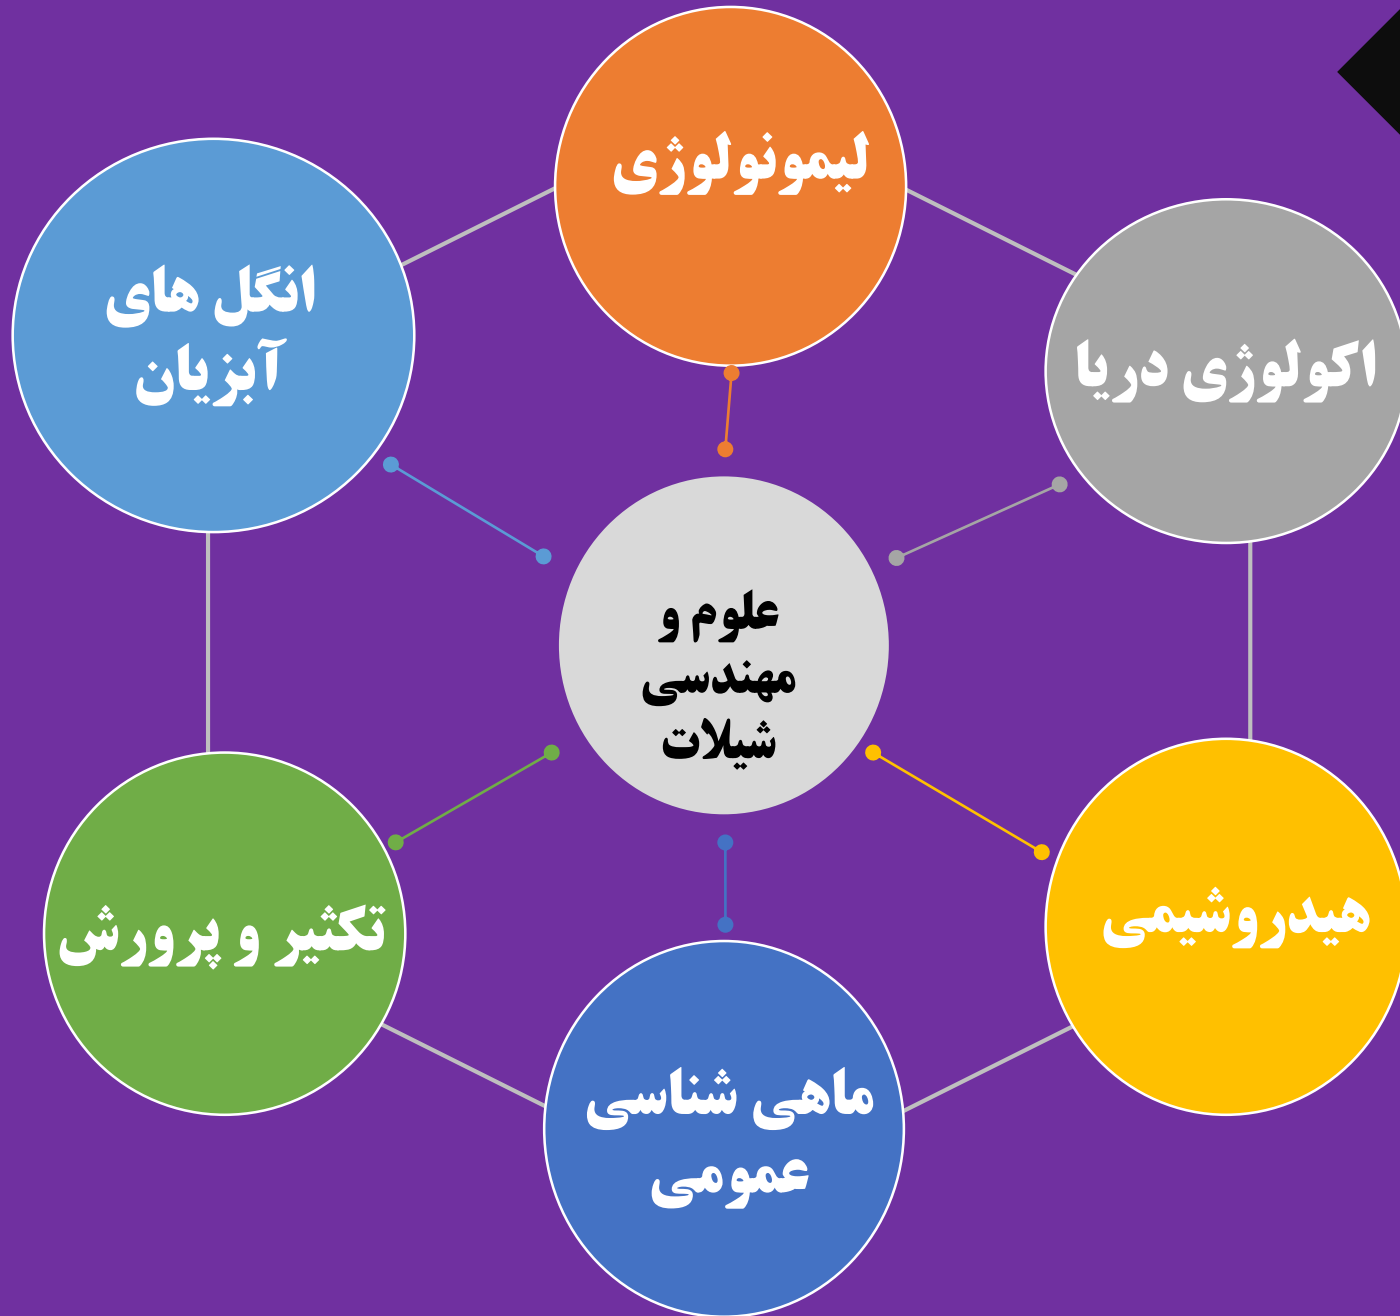 لیمونولوژی
اکولوژی دریا
انگل های
آبزیان
علوم و
مهندسی
شیلات
هیدروشیمی
تکثیر و پرورش
ماهی شناسی
عمومی